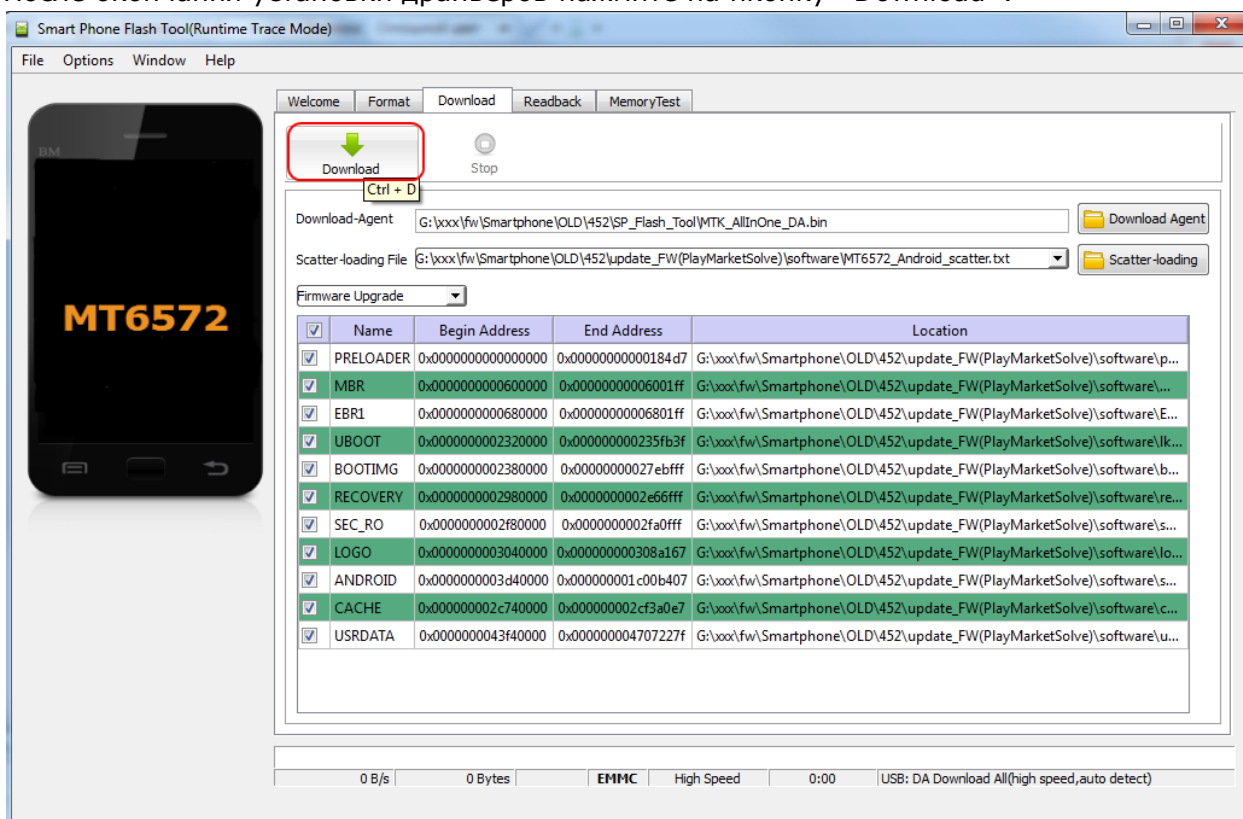 После окончания установки драйверов нажмите на иконку "Download".
Smart Phone Flash Tool(Runtime Trace Mode)
File Options Window Help
Welcome Format Download Readback MemoryTest
BM
Download Stop
Ctrl + D
Download-Agent G:\xxx\fw\Smartphone\OLD\452\SP_Flash_Tool\MTK_AllInOne_DA.bin Download Agent
Scatter-loading File G:\xxx\fw\Smartphone\OLD\452\update_FW(PlayMarketSolve)\software\MT6572_Android_scatter.txt Scatter-loading
Firmware Upgrade
MT6572
Name Begin Address End Address Location
PRELOADER 0x0000000000000000 0x00000000000184d7 G:\xxx\fw\Smartphone\OLD\452\update_FW(PlayMarketSolve)\software\p...
MBR 0x0000000000600000 0x00000000006001ff G:\xxx\fw\Smartphone\OLD\452\update_FW(PlayMarketSolve)\software\...
EBR1 0x0000000000680000 0x00000000006801ff G:\xxx\fw\Smartphone\OLD\452\update_FW(PlayMarketSolve)\software\E...
UBOOT 0x0000000002320000 0x000000000235fb3f G:\xxx\fw\Smartphone\OLD\452\update_FW(PlayMarketSolve)\software\lk...
BOOTIMG 0x0000000002380000 0x00000000027ebfff G:\xxx\fw\Smartphone\OLD\452\update_FW(PlayMarketSolve)\software\b...
RECOVERY 0x0000000002980000 0x0000000002e66fff G:\xxx\fw\Smartphone\OLD\452\update_FW(PlayMarketSolve)\software\re...
SEC_RO 0x0000000002f80000 0x0000000002fa0fff G:\xxx\fw\Smartphone\OLD\452\update_FW(PlayMarketSolve)\software\s...
LOGO 0x0000000003040000 0x000000000308a167 G:\xxx\fw\Smartphone\OLD\452\update_FW(PlayMarketSolve)\software\lo...
ANDROID 0x0000000003d40000 0x000000001c00b407 G:\xxx\fw\Smartphone\OLD\452\update_FW(PlayMarketSolve)\software\s...
CACHE 0x000000002c740000 0x000000002cf3a0e7 G:\xxx\fw\Smartphone\OLD\452\update_FW(PlayMarketSolve)\software\c...
USRDATA 0x0000000043f40000 0x000000004707227f G:\xxx\fw\Smartphone\OLD\452\update_FW(PlayMarketSolve)\software\u...
0 B/s 0 Bytes EMMC High Speed 0:00 USB: DA Download All(high speed,auto detect)